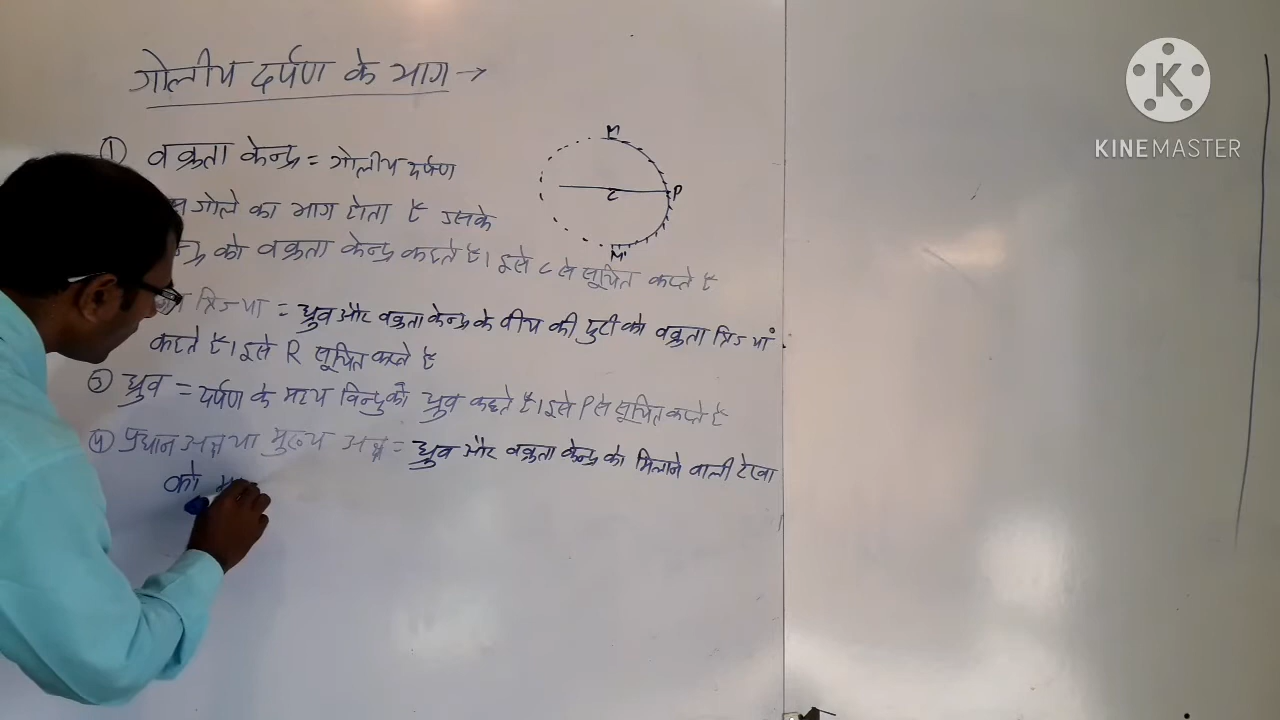 गोलीय दर्पण के भाग →
① वक्रता केन्द्र = गोलीय दर्पण
गोले का भाग होता है उसके
को वक्रता केन्द्र कहते है। इसे C से सूचित करते है
त्रिज्या = ध्रुव और वक्रता केन्द्र के बीच की दुरी को वक्रता त्रिज्यां
कहते है। इसे R सूचित करते है
③ ध्रुव = दर्पण के मध्य बिन्दु को ध्रुव कहते है। इसे P से सूचित करते है
④ प्रधान अक्ष या मुख्य अक्ष = ध्रुव और वक्रता केन्द्र को मिलाने वाली रेखा
को
M
C
P
M'
K
KINEMASTER